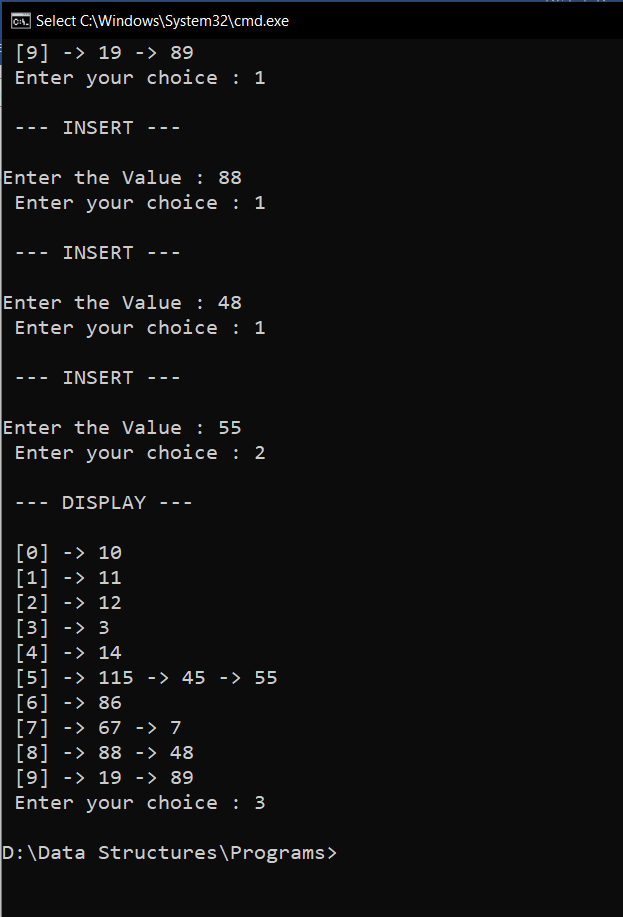 Select C:\Windows\System32\cmd.exe
[9] -> 19 -> 89
Enter your choice : 1
--- INSERT ---
Enter the Value : 88
Enter your choice : 1
--- INSERT ---
Enter the Value : 48
Enter your choice : 1
--- INSERT ---
Enter the Value : 55
Enter your choice : 2
--- DISPLAY ---
[0] -> 10
[1] -> 11
[2] -> 12
[3] -> 3
[4] -> 14
[5] -> 115 -> 45 -> 55
[6] -> 86
[7] -> 67 -> 7
[8] -> 88 -> 48
[9] -> 19 -> 89
Enter your choice : 3
D:\Data Structures\Programs>